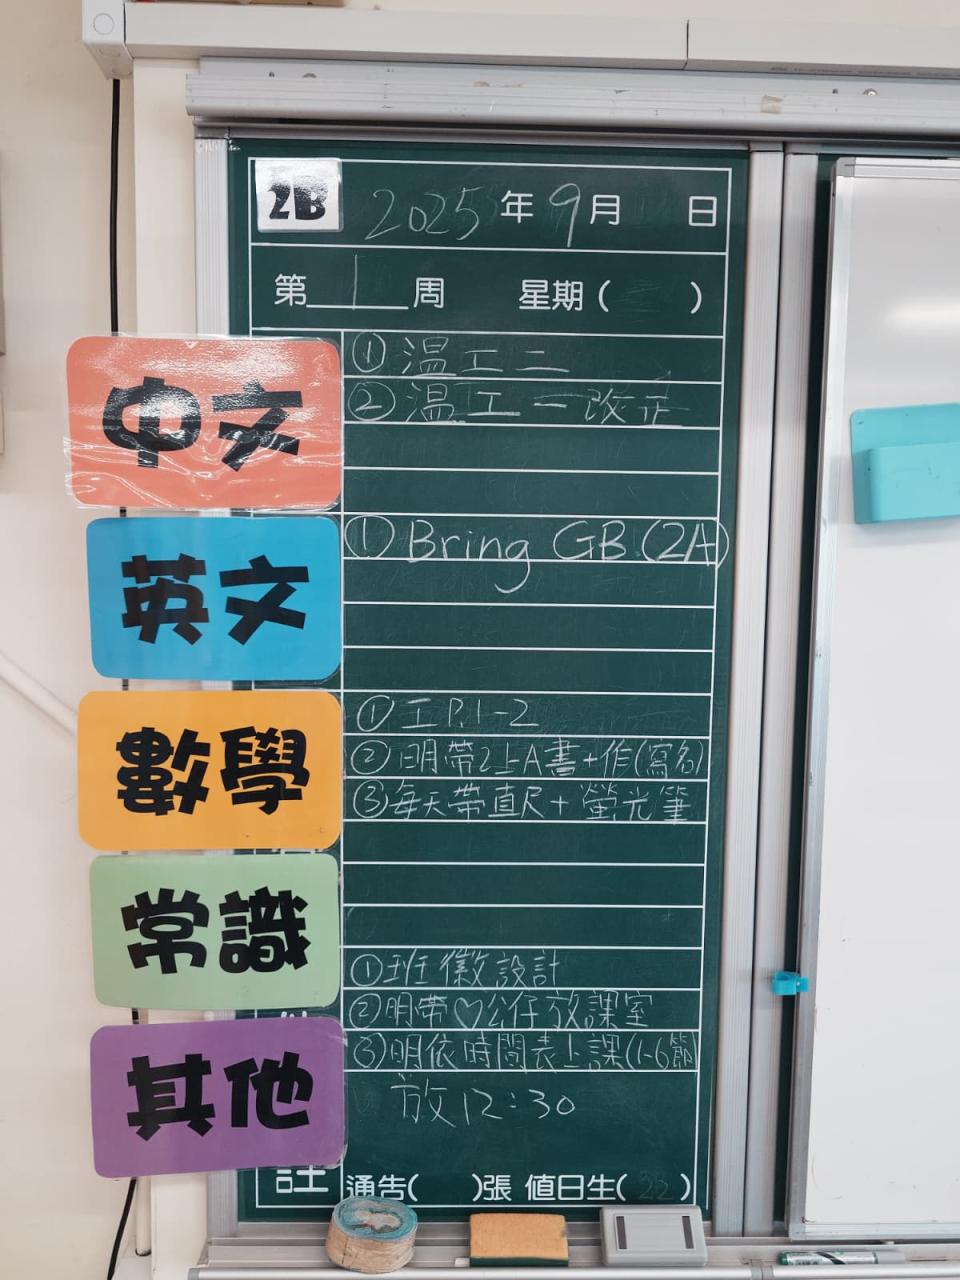 2B 2025年9月 日
第 1 周 星期( )
中文
①温工二
②温工一改正
英文
①Bring GB (2A)
數學
①工P.1-2
②明帶2上A書+作(寫名)
③每天帶直尺+螢光筆
常識
其他
①班徽設計
②明帶♡公仔放課室
③明依時間表上課(1-6節)
放12:30
註 通告( )張 值日生(22)